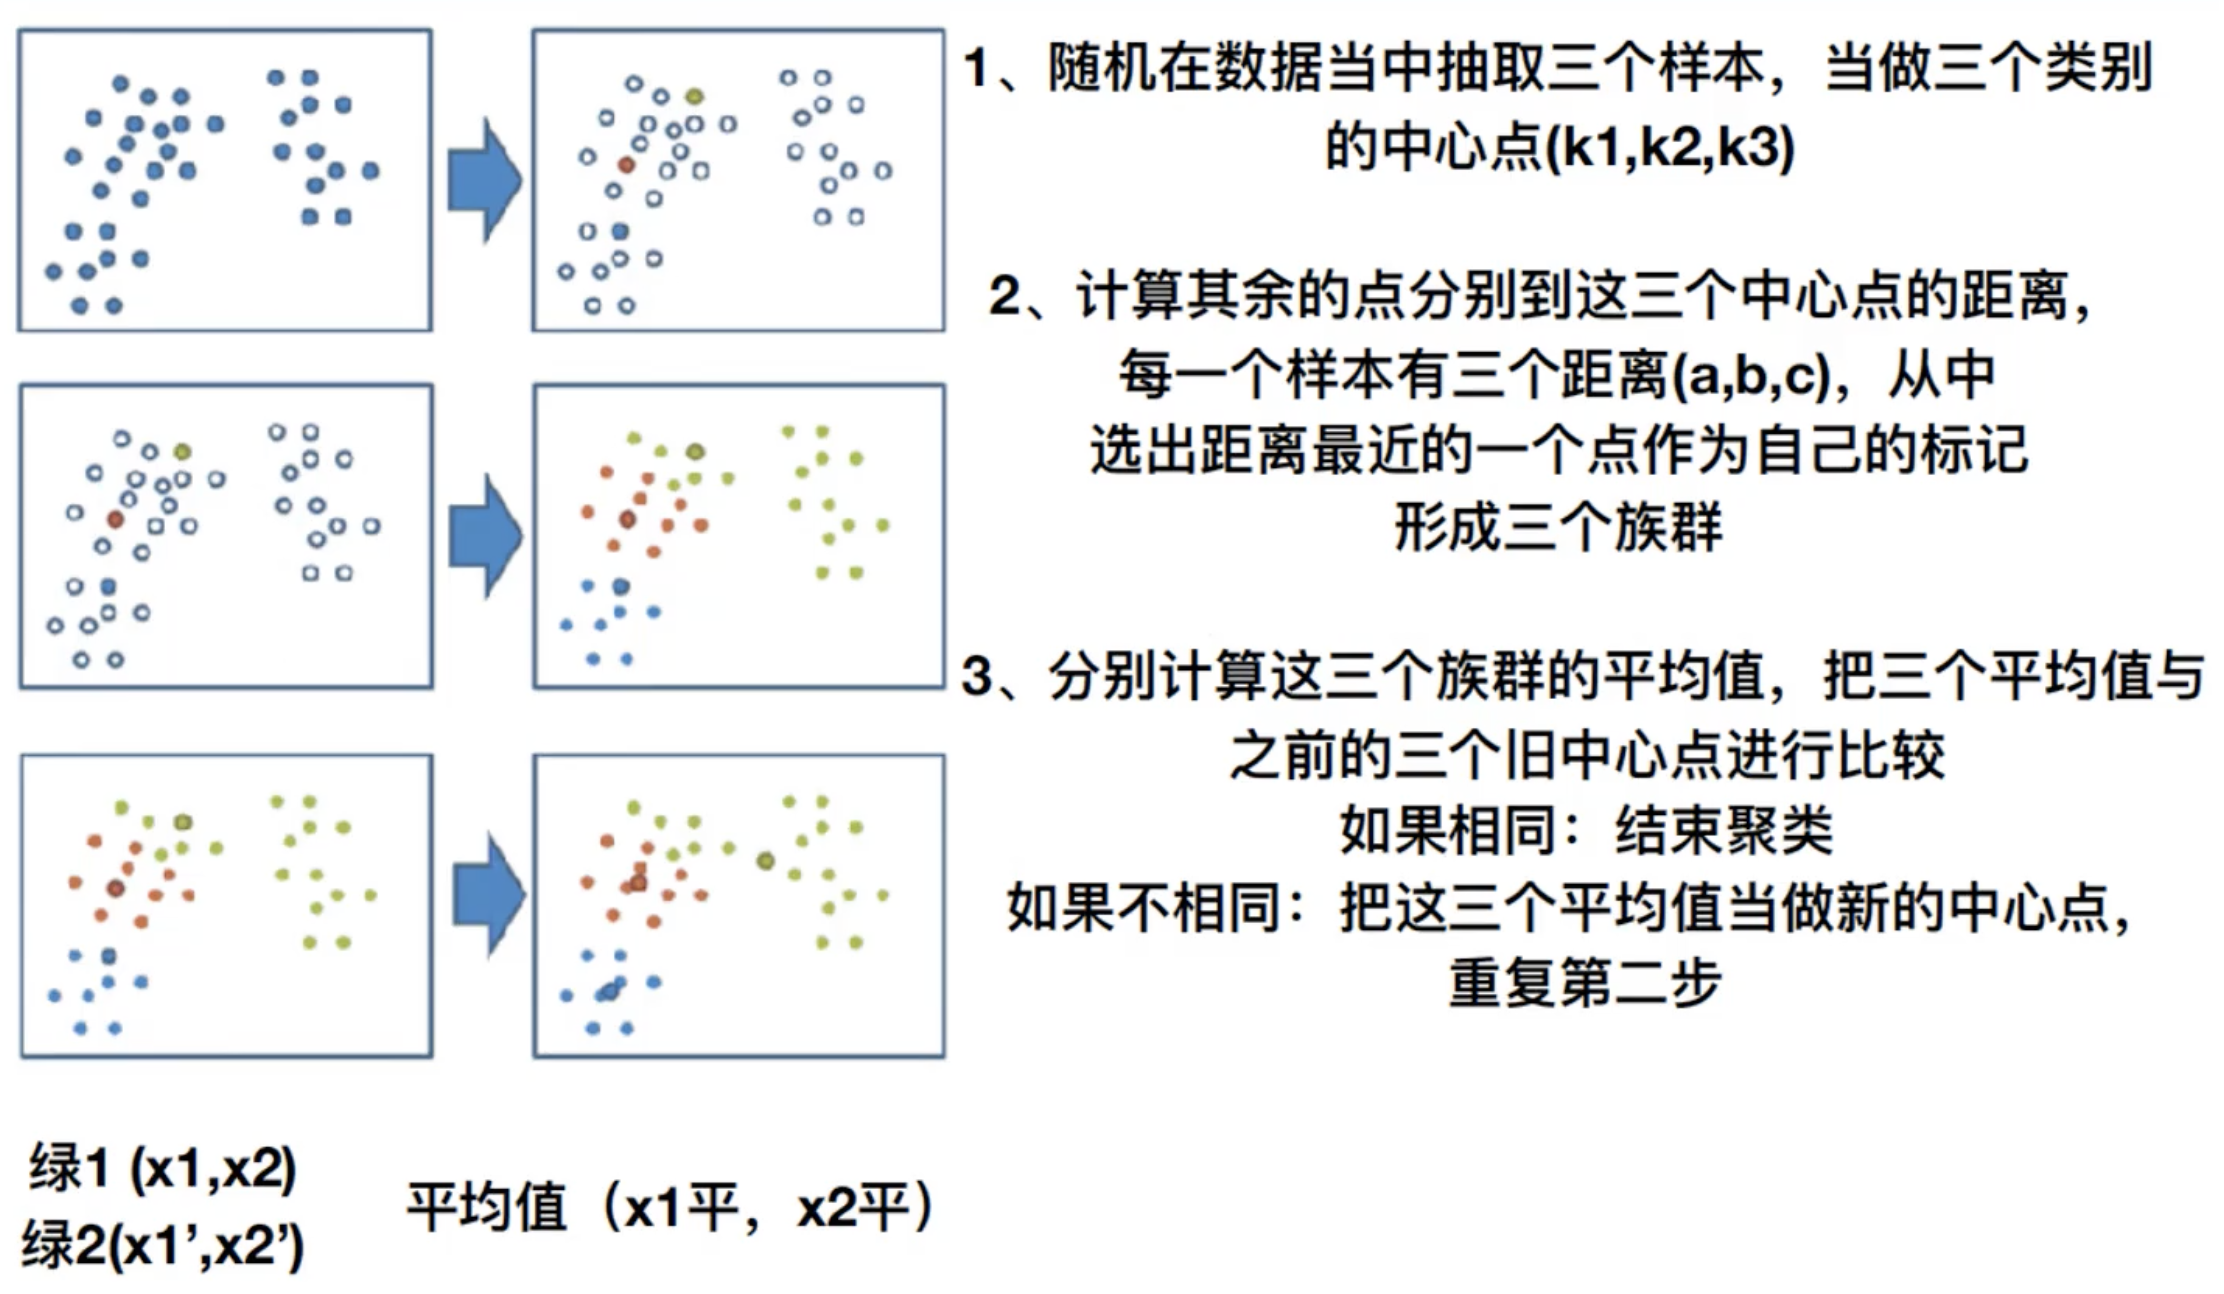 1、随机在数据当中抽取三个样本，当做三个类别
的中心点(k1,k2,k3)
2、计算其余的点分别到这三个中心点的距离，
每一个样本有三个距离(a,b,c)，从中
选出距离最近的一个点作为自己的标记
形成三个族群
3、分别计算这三个族群的平均值，把三个平均值与
之前的三个旧中心点进行比较
如果相同：结束聚类
如果不相同：把这三个平均值当做新的中心点，
重复第二步
绿1 (x1,x2)
绿2(x1’,x2’)
平均值（x1平，x2平）